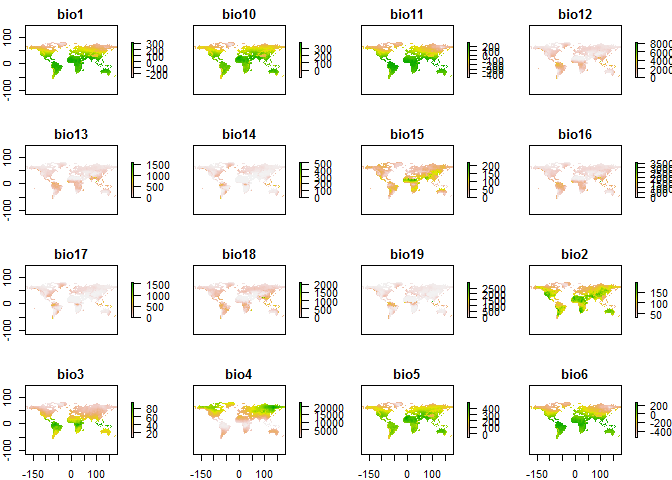 bio1 bio10 bio11 bio12
100 0 -100
300 200 100 0 -100 -200
300 200 100 0
200 100 0 -100 -200 -300 -400
8000 6000 4000 2000 0
bio13 bio14 bio15 bio16
100 0 -100
1500 1000 500 0
500 400 300 200 100 0
200 150 100 50 0
3500 3000 2500 2000 1500 1000 500 0
bio17 bio18 bio19 bio2
100 0 -100
1500 1000 500 0
2000 1500 1000 500 0
2500 2000 1500 1000 500 0
150 100 50
bio3 bio4 bio5 bio6
100 0 -100
80 60 40 20
20000 15000 10000 5000
400 300 200 100 0
200 0 -200 -400
-150 0 100 -150 0 100 -150 0 100 -150 0 100